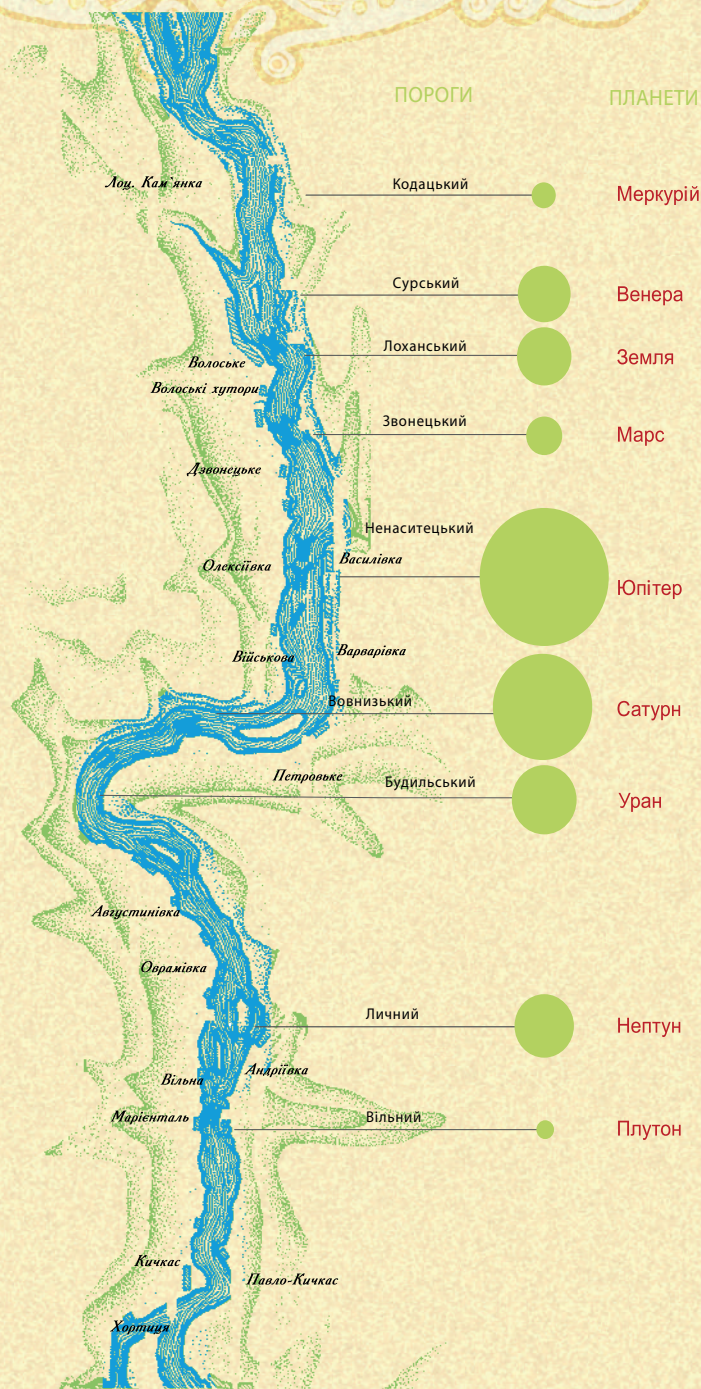 ПОРОГИ
ПЛАНЕТИ
Лоц. Кам`янка
Кодацький
Меркурій
Сурський
Венера
Лоханський
Земля
Волоське
Волоські хутори
Звонецький
Марс
Дзвонецьке
Ненаситецький
Олексіївка
Василівка
Юпітер
Військова
Варварівка
Вовнизький
Сатурн
Петровьке
Будильський
Уран
Августинівка
Оврамівка
Личний
Нептун
Вільна
Андріївка
Марієнталь
Вільний
Плутон
Кичкас
Павло-Кичкас
Хортиця